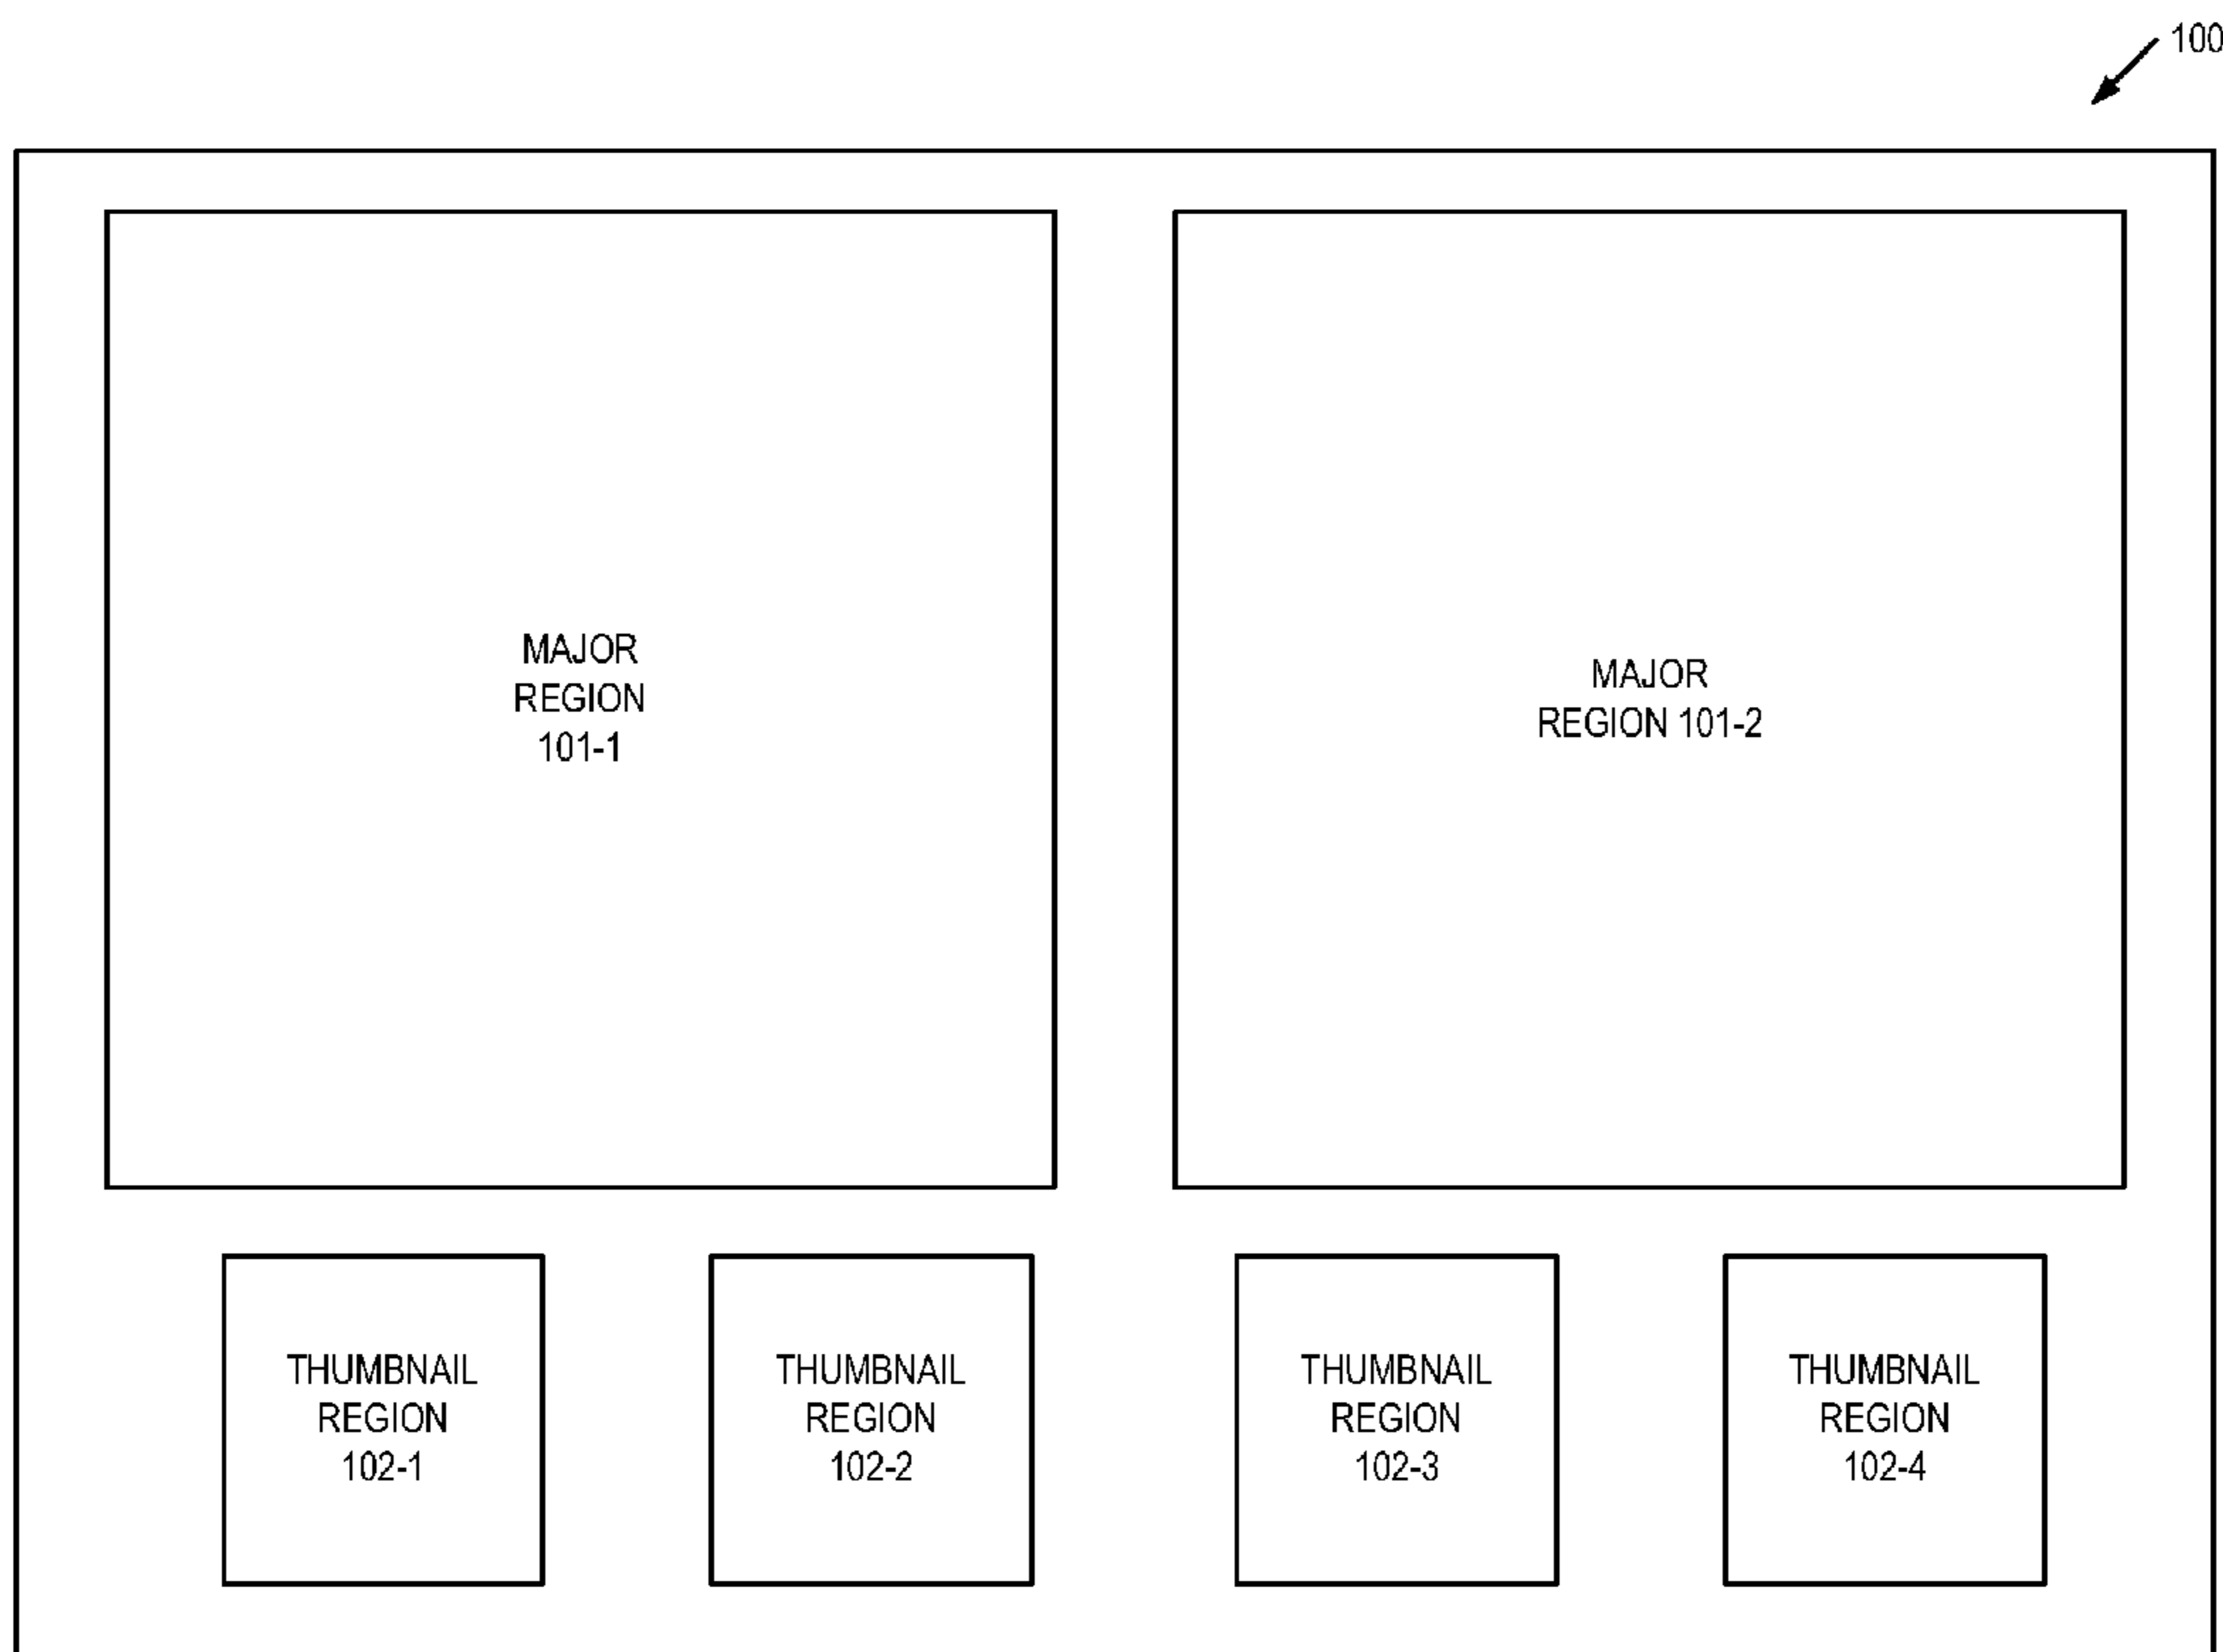 100
MAJOR
REGION
101-1
MAJOR
REGION 101-2
THUMBNAIL
REGION
102-1
THUMBNAIL
REGION
102-2
THUMBNAIL
REGION
102-3
THUMBNAIL
REGION
102-4